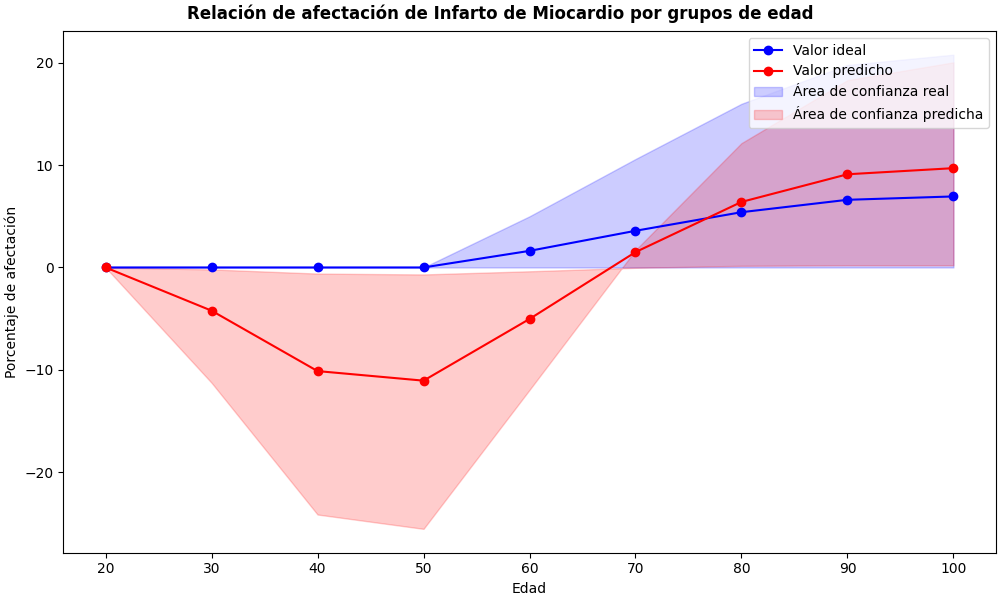 Relación de afectación de Infarto de Miocardio por grupos de edad
Valor ideal
Valor predicho
Área de confianza real
Área de confianza predicha
Porcentaje de afectación
20
10
0
−10
−20
20 30 40 50 60 70 80 90 100
Edad